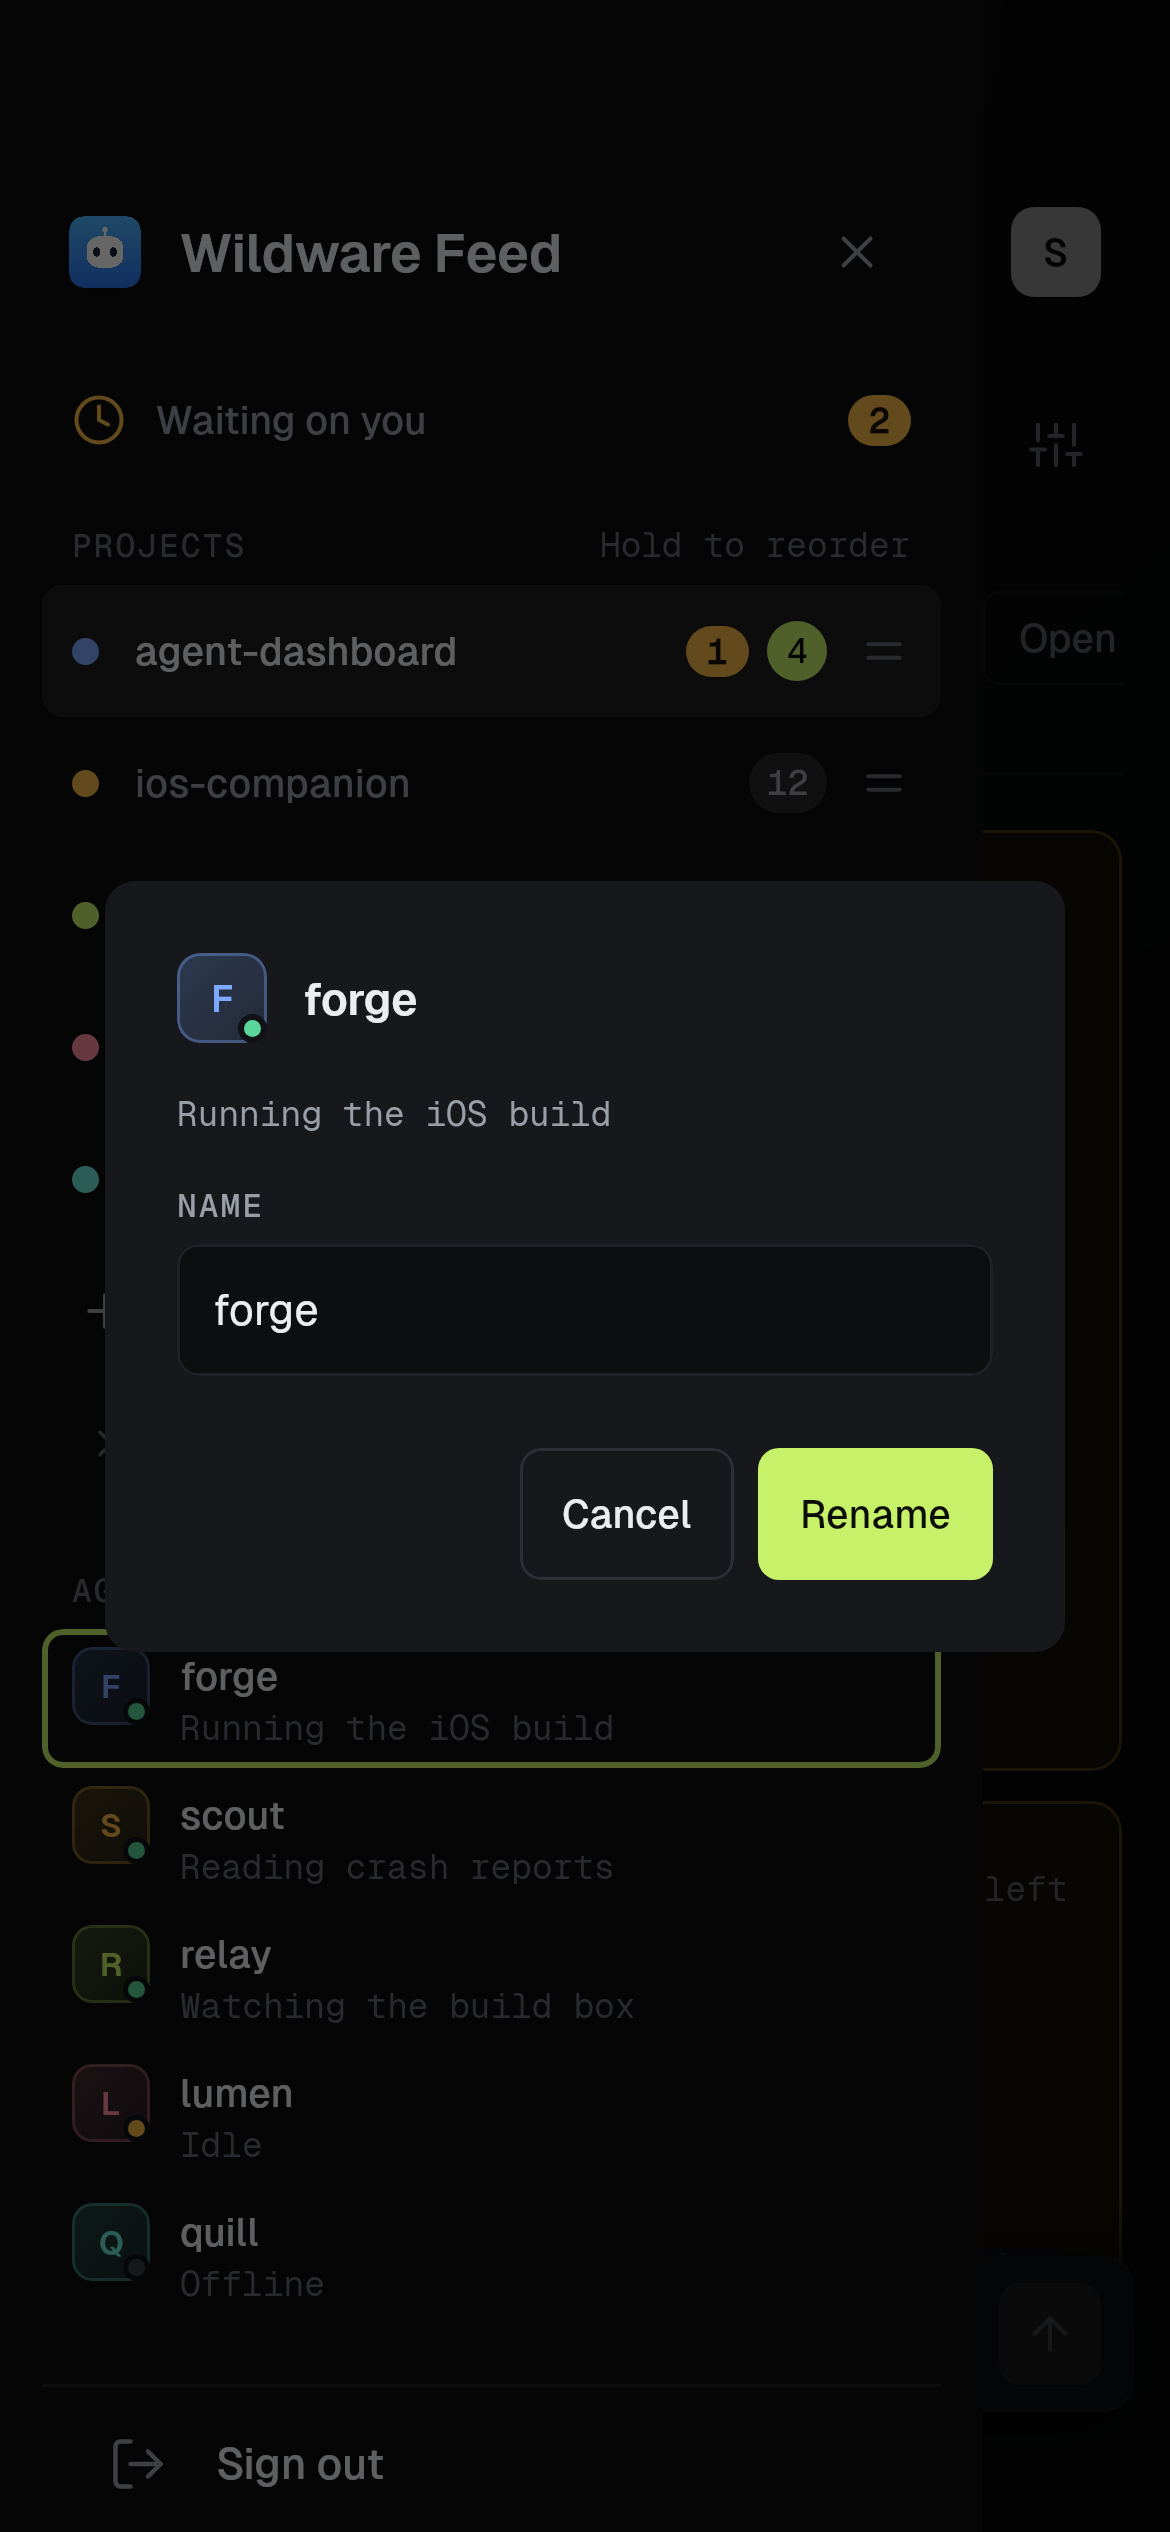 Wildware Feed
S
Waiting on you
2
PROJECTS
Hold to reorder
agent-dashboard
1
4
Open
ios-companion
12
F
forge
Running the iOS build
NAME
forge
Cancel
Rename
AG
F
forge
Running the iOS build
S
scout
Reading crash reports
left
R
relay
Watching the build box
L
lumen
Idle
Q
quill
Offline
Sign out